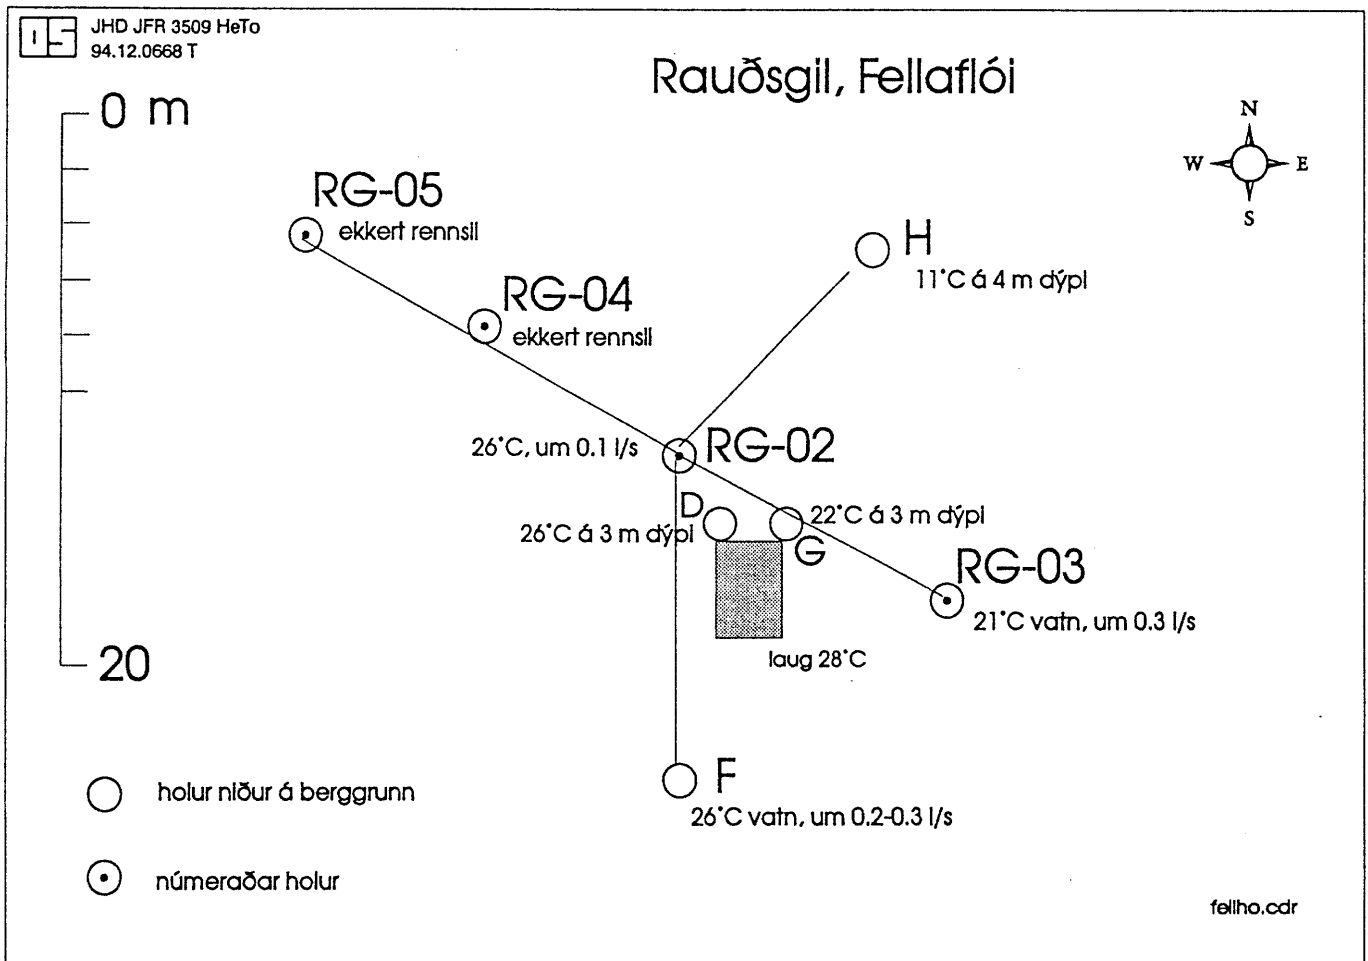 OS
JHD JFR 3509 HeTo
94.12.0668 T
Rauðsgil, Fellaflói
0 m
N
W E
S
RG-05
ekkert rennsli
H
11°C á 4 m dýpi
RG-04
ekkert rennsli
26°C, um 0.1 l/s
RG-02
D
26°C á 3 m dýpi
22°C á 3 m dýpi
G
RG-03
21°C vatn, um 0.3 l/s
laug 28°C
20
F
26°C vatn, um 0.2-0.3 l/s
holur niður á berggrunn
númeraðar holur
fellho.cdr